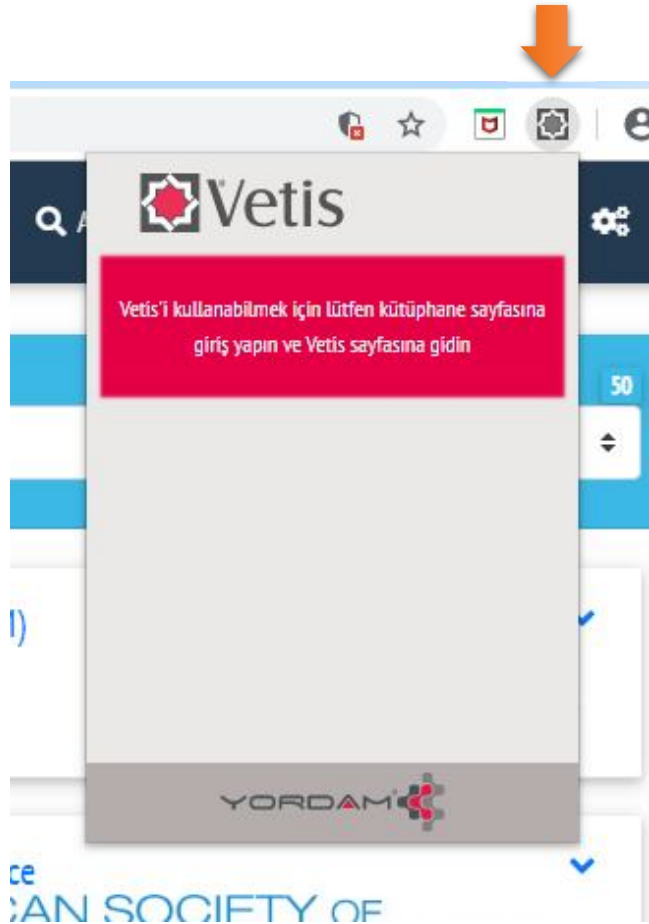 Vetis
Vetis'i kullanabilmek için lütfen kütüphane sayfasına
giriş yapın ve Vetis sayfasına gidin
50
YORDAM
ce
CAN SOCIETY OF